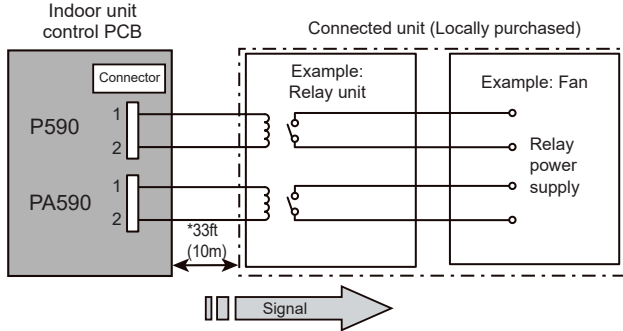 Indoor unit
control PCB
Connected unit (Locally purchased)
Connector
Example:
Relay unit
Example: Fan
P590
1
2
PA590
1
2
Relay
power
supply
*33ft
(10m)
Signal